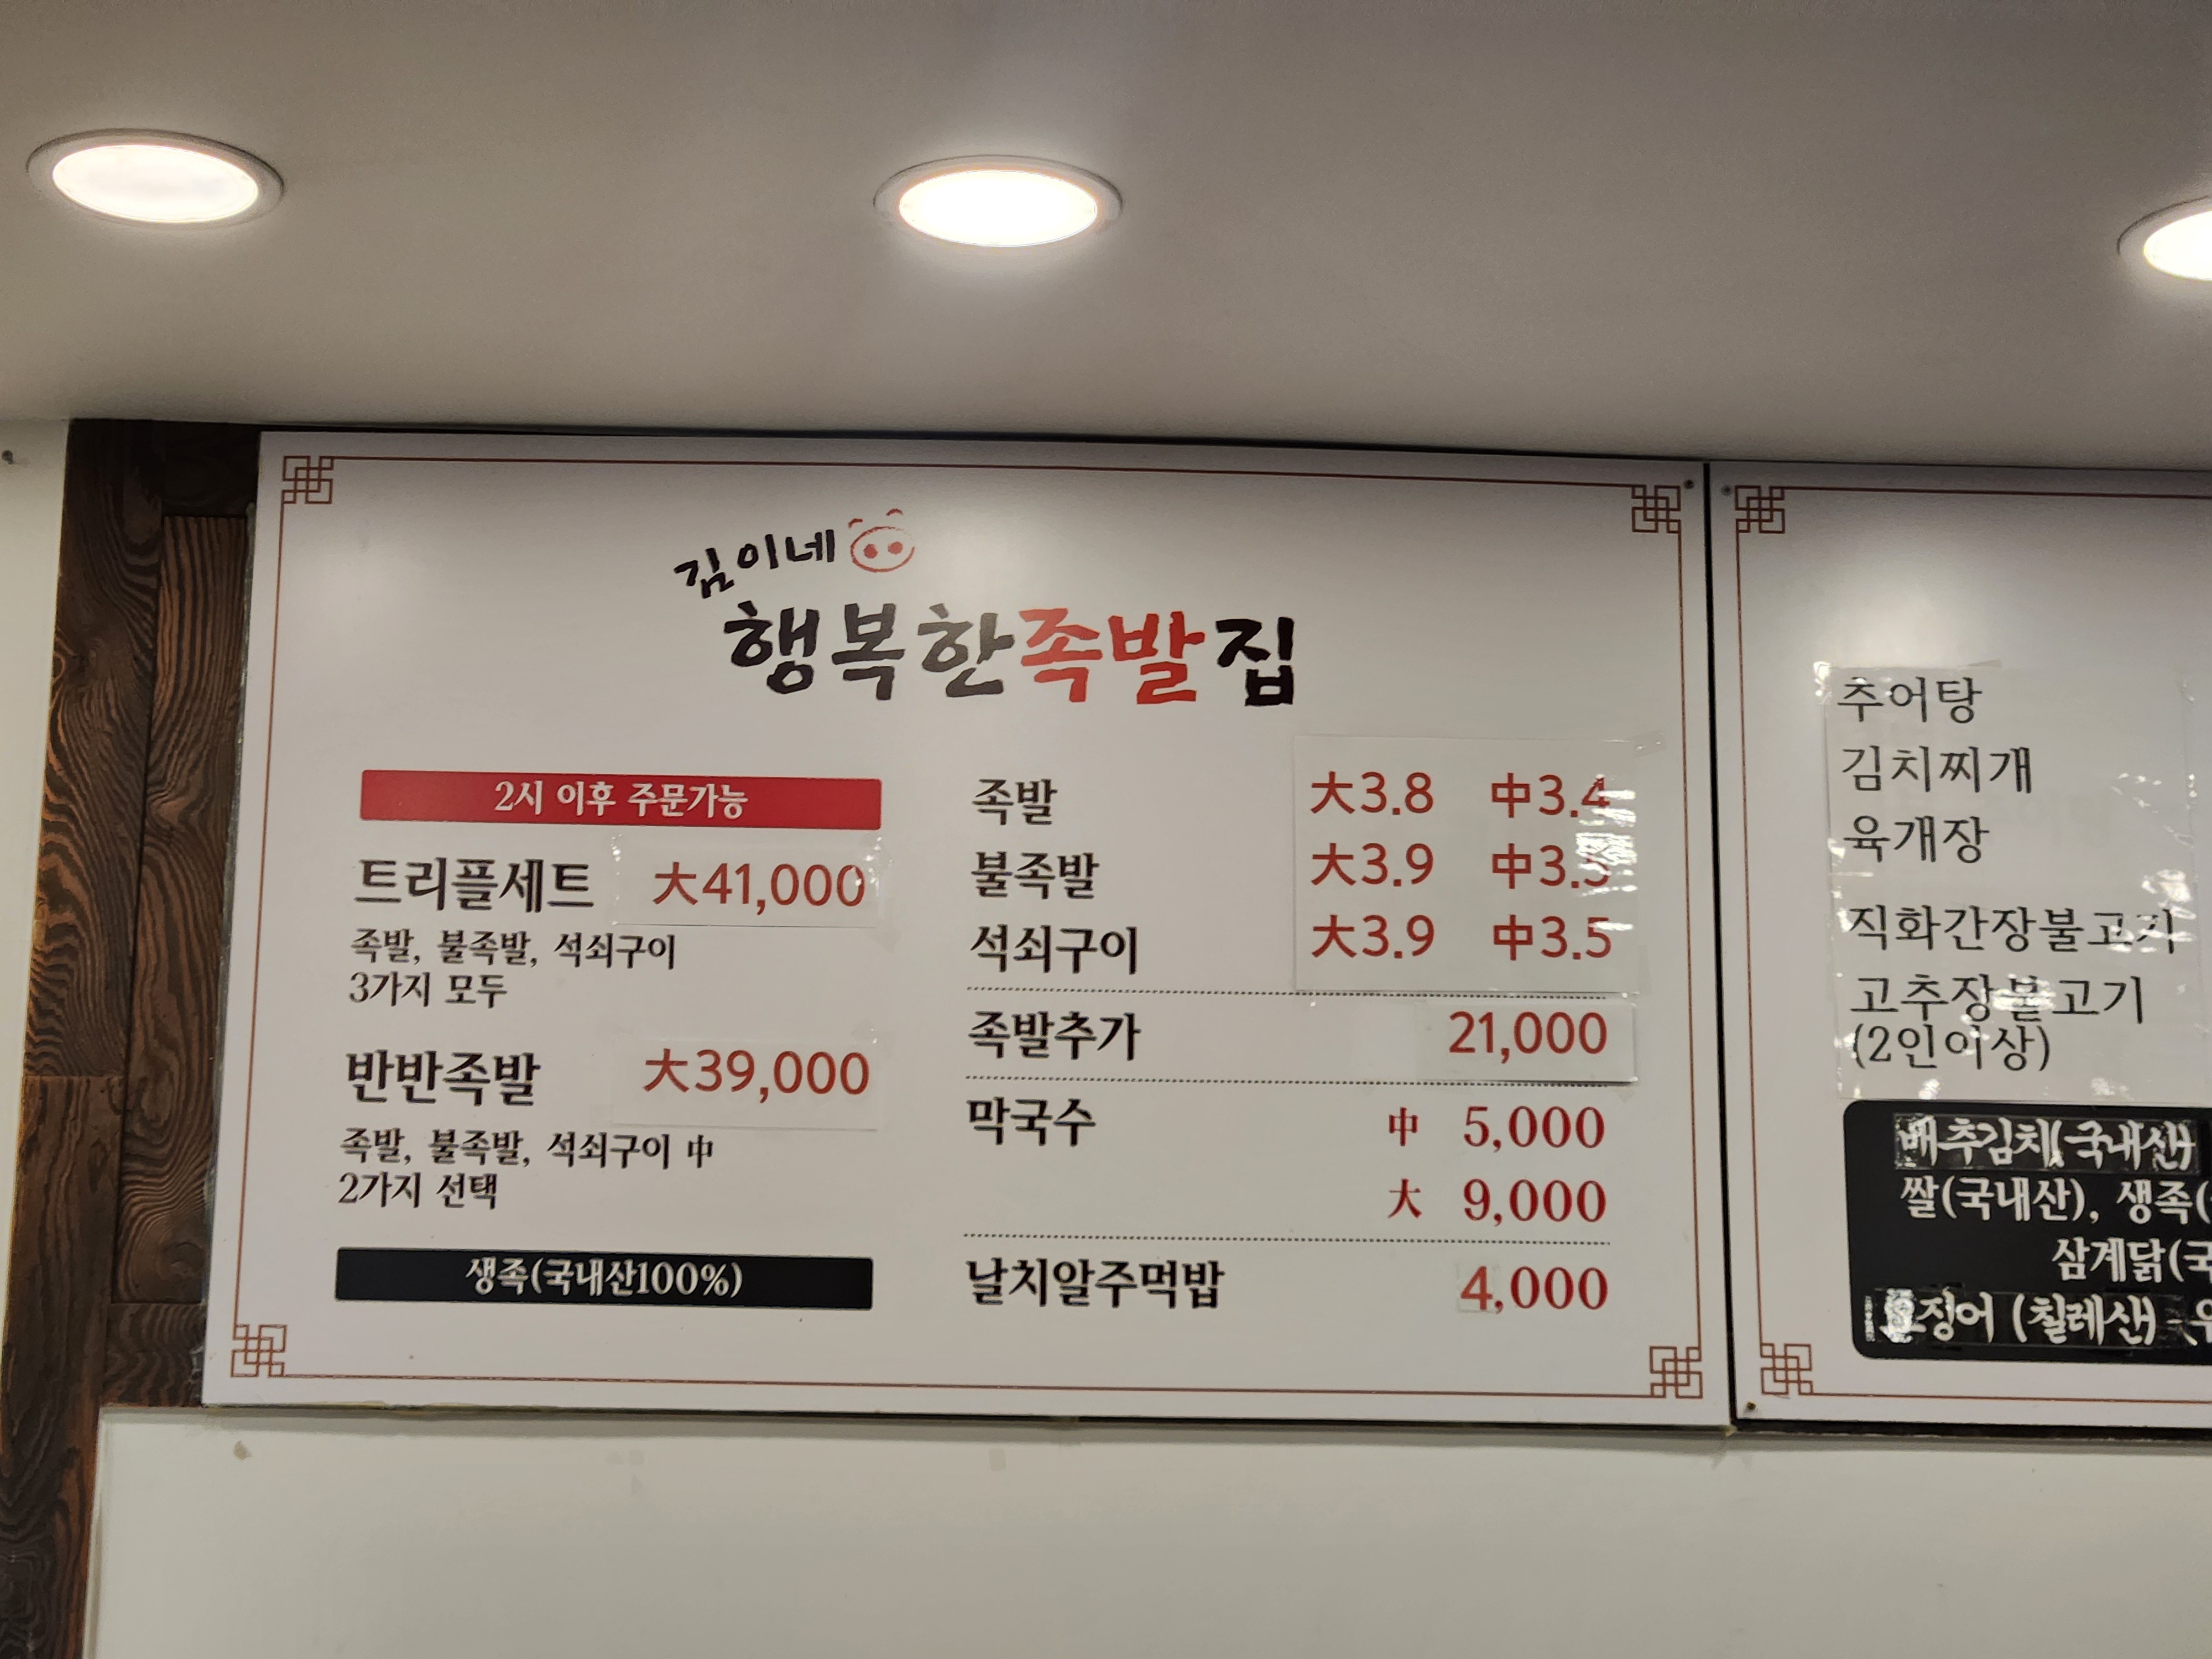 김이네
행복한족발집
2시 이후 주문가능
트리플세트 大41,000
족발, 불족발, 석쇠구이
3가지 모두
반반족발 大39,000
족발, 불족발, 석쇠구이 中
2가지 선택
생족(국내산100%)
족발 大3.8 中3.4
불족발 大3.9 中3.5
석쇠구이 大3.9 中3.5
족발추가 21,000
막국수 中 5,000
大 9,000
날치알주먹밥 4,000
추어탕
김치찌개
육개장
직화간장불고기
고추장불고기
(2인이상)
배추김치(국내산)
쌀(국내산), 생족(
삼계닭(국
오징어 (칠레산)